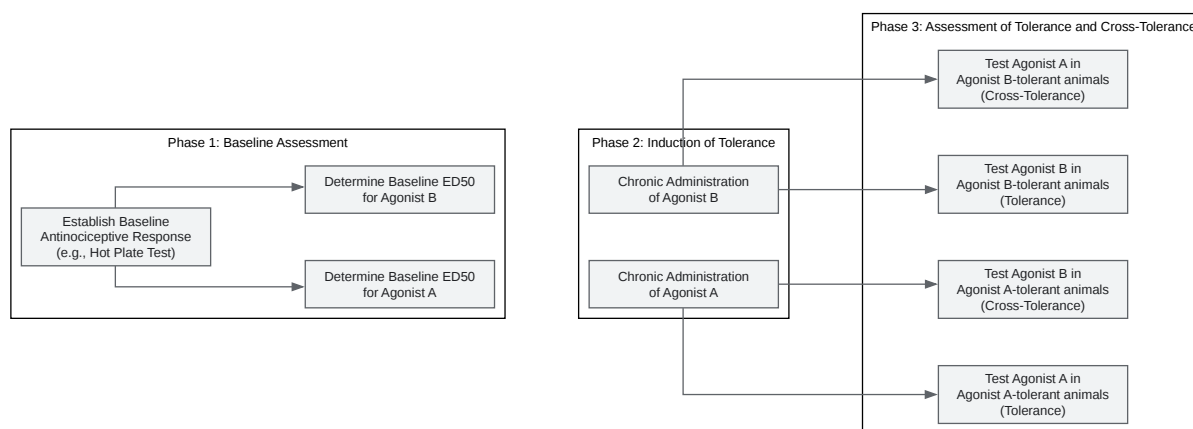 Phase 1: Baseline Assessment
Establish Baseline
Antinociceptive Response
(e.g., Hot Plate Test)
Determine Baseline ED50
for Agonist B
Determine Baseline ED50
for Agonist A
Phase 2: Induction of Tolerance
Chronic Administration
of Agonist B
Chronic Administration
of Agonist A
Phase 3: Assessment of Tolerance and Cross-Tolerance
Test Agonist A in
Agonist B-tolerant animals
(Cross-Tolerance)
Test Agonist B in
Agonist B-tolerant animals
(Tolerance)
Test Agonist B in
Agonist A-tolerant animals
(Cross-Tolerance)
Test Agonist A in
Agonist A-tolerant animals
(Tolerance)